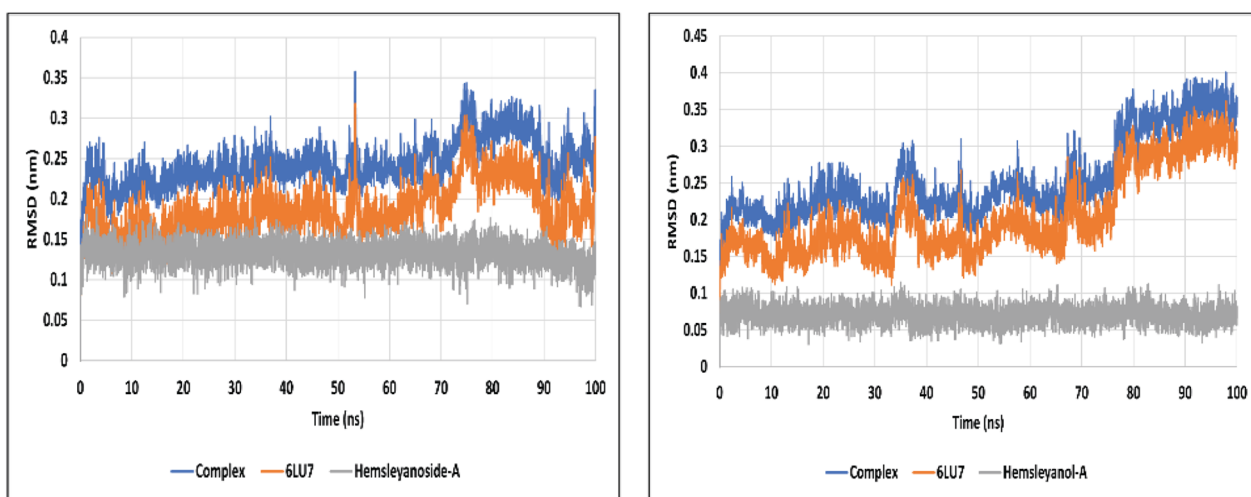 0.4
0.35
0.3
0.25
0.2
0.15
0.1
0.05
0
RMSD (nm)
0 10 20 30 40 50 60 70 80 90 100
Time (ns)
Complex 6LU7 Hemsleyanoside-A
0.45
0.4
0.35
0.3
0.25
0.2
0.15
0.1
0.05
0
RMSD (nm)
0 10 20 30 40 50 60 70 80 90 100
Time (ns)
Complex 6LU7 Hemsleyanol-A